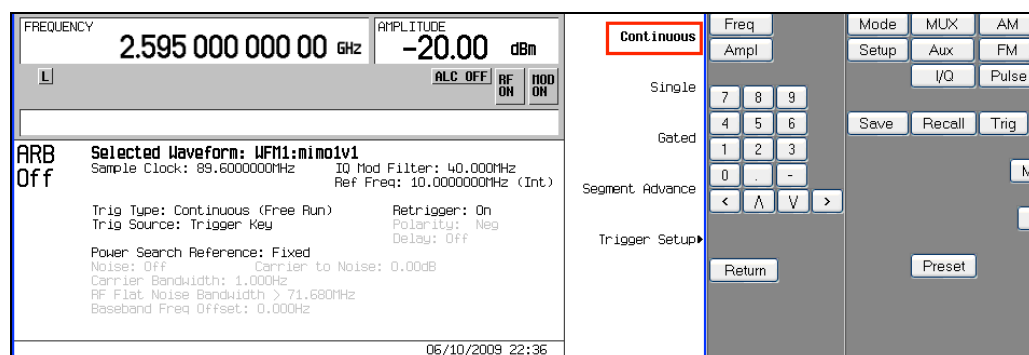 FREQUENCY
2.595 000 000 00 GHz
AMPLITUDE
-20.00 dBm
L
ALC OFF
RF ON
MOD ON
ARB
Off
Selected Waveform: WFM1:mimo1v1
Sample Clock: 89.6000000MHz IQ Mod Filter: 40.000MHz
Ref Freq: 10.0000000MHz (Int)
Trig Type: Continuous (Free Run) Retrigger: On
Trig Source: Trigger Key Polarity: Neg
Delay: Off
Power Search Reference: Fixed
Noise: Off Carrier to Noise: 0.00dB
Carrier Bandwidth: 1.000Hz
RF Flat Noise Bandwidth > 71.680MHz
Baseband Freq Offset: 0.000Hz
06/10/2009 22:36
Continuous
Single
Gated
Segment Advance
Trigger Setup
Freq
Ampl
7 8 9
4 5 6
1 2 3
0 . -
< Λ V >
Return
Mode MUX AM
Setup Aux FM
I/Q Pulse
Save Recall Trig
M
Preset